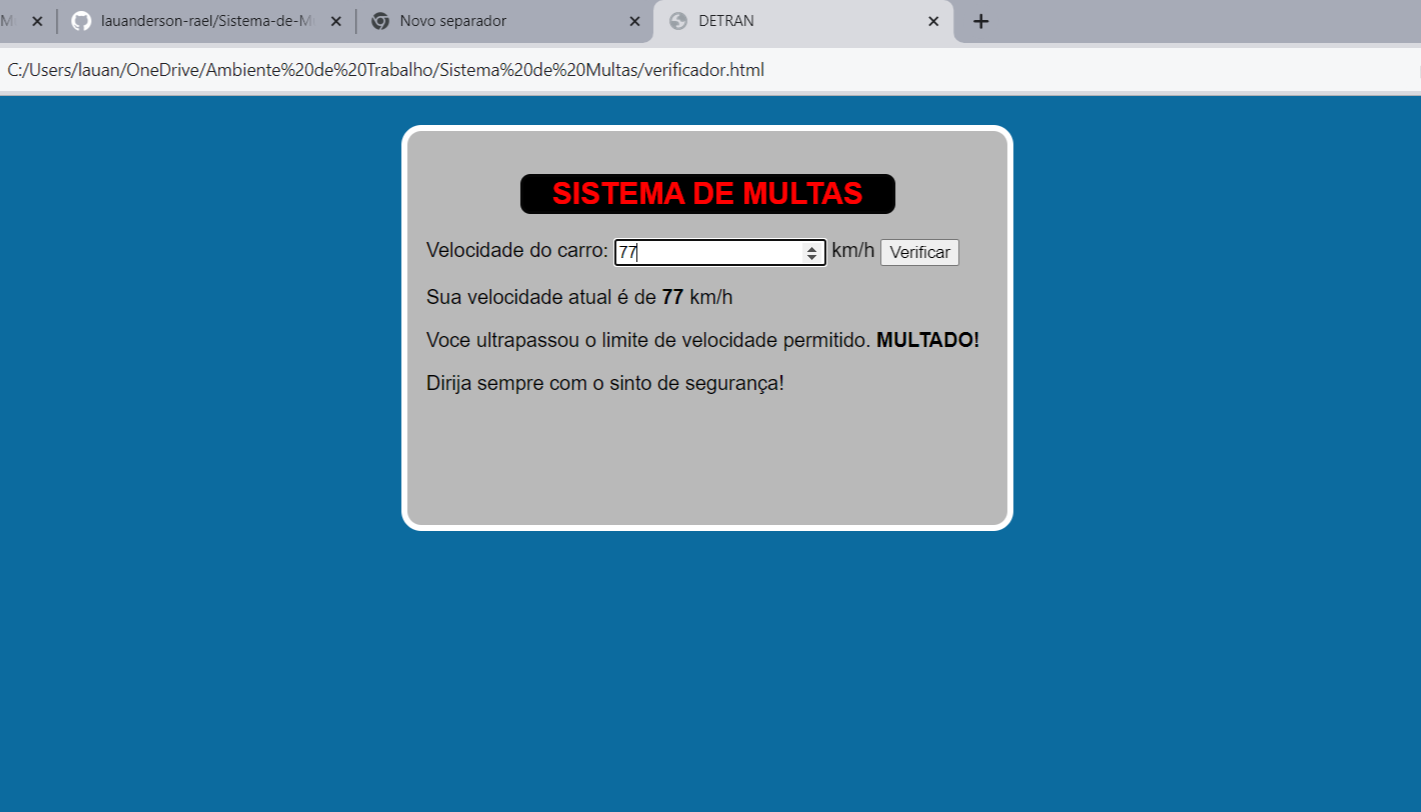 lauanderson-rael/Sistema-de-M
Novo separador
DETRAN
C:/Users/lauan/OneDrive/Ambiente%20de%20Trabalho/Sistema%20de%20Multas/verificador.html
SISTEMA DE MULTAS
Velocidade do carro: 77 km/h Verificar
Sua velocidade atual é de 77 km/h
Voce ultrapassou o limite de velocidade permitido. MULTADO!
Dirija sempre com o sinto de segurança!